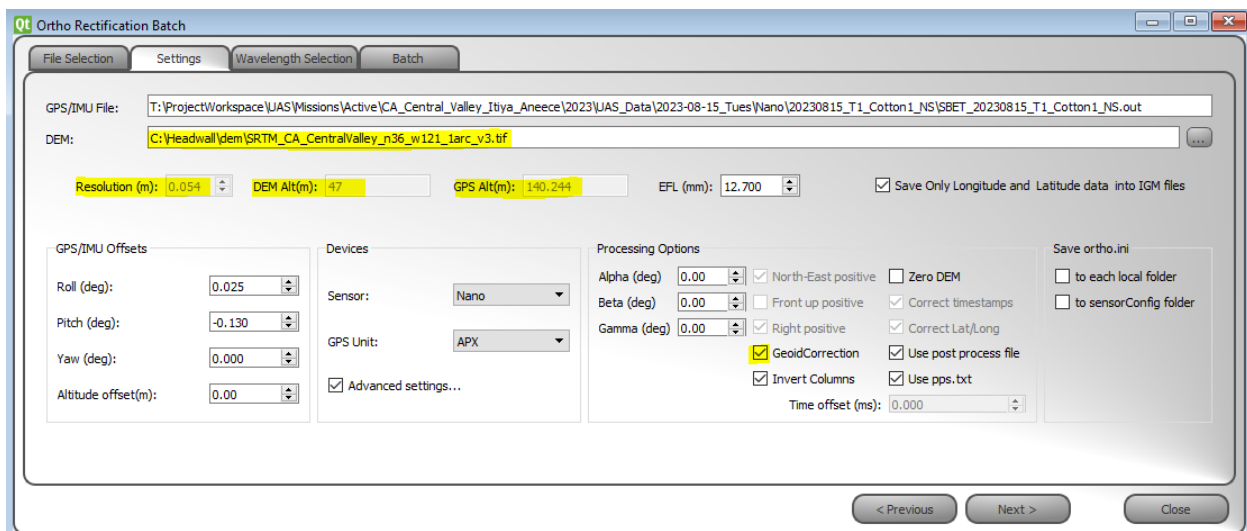 Qt Ortho Rectification Batch
File Selection Settings Wavelength Selection Batch
GPS/IMU File: T:\ProjectWorkspace\UAS\Missions\Active\CA_Central_Valley_Itiya_Aneece\2023\UAS_Data\2023-08-15_Tues\Nano\20230815_T1_Cotton1_NS\SBET_20230815_T1_Cotton1_NS.out
DEM: C:\Headwall\dem\SRTM_CA_CentralValley_n36_w121_1arc_v3.tif ...
Resolution (m): 0.054 DEM Alt(m): 47 GPS Alt(m): 140.244 EFL (mm): 12.700 Save Only Longitude and Latitude data into IGM files
GPS/IMU Offsets Devices Processing Options Save ortho.ini
Roll (deg): 0.025 Sensor: Nano Alpha (deg) 0.00 North-East positive Zero DEM to each local folder
Pitch (deg): -0.130 Beta (deg) 0.00 Front up positive Correct timestamps to sensorConfig folder
Yaw (deg): 0.000 GPS Unit: APX Gamma (deg) 0.00 Right positive Correct Lat/Long
GeoidCorrection Use post process file
Altitude offset(m): 0.00 Advanced settings... Invert Columns Use pps.txt
Time offset (ms): 0.000
< Previous Next > Close